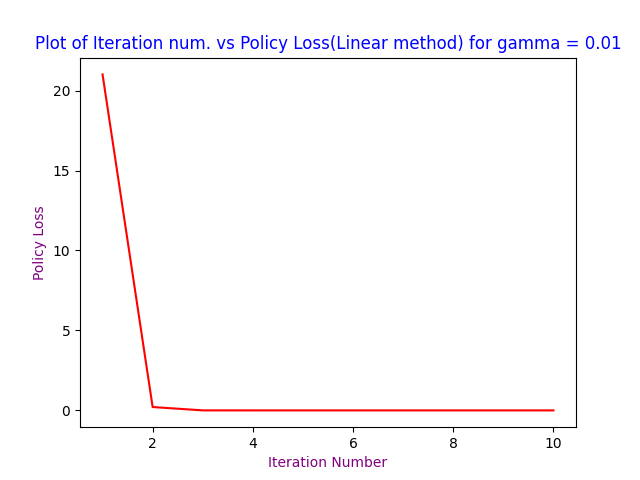 Plot of Iteration num. vs Policy Loss(Linear method) for gamma = 0.01
20
15
10
5
0
Policy Loss
2 4 6 8 10
Iteration Number